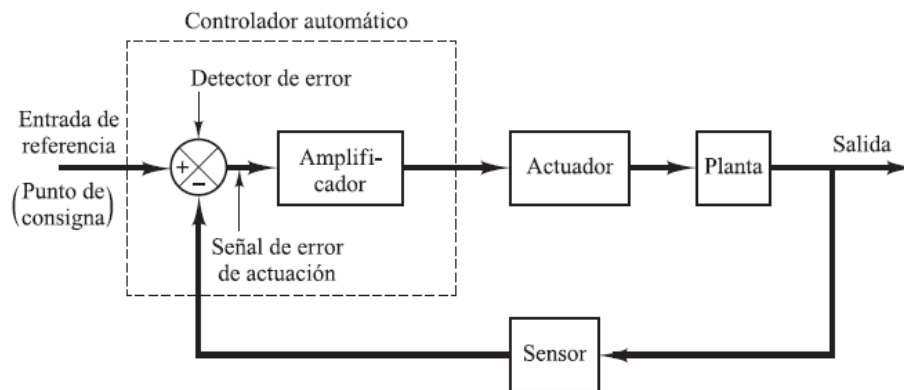 Controlador automático
Detector de error
Entrada de
referencia
(Punto de
consigna)
+
−
Amplifi-
cador
Actuador
Planta
Salida
Señal de error
de actuación
Sensor